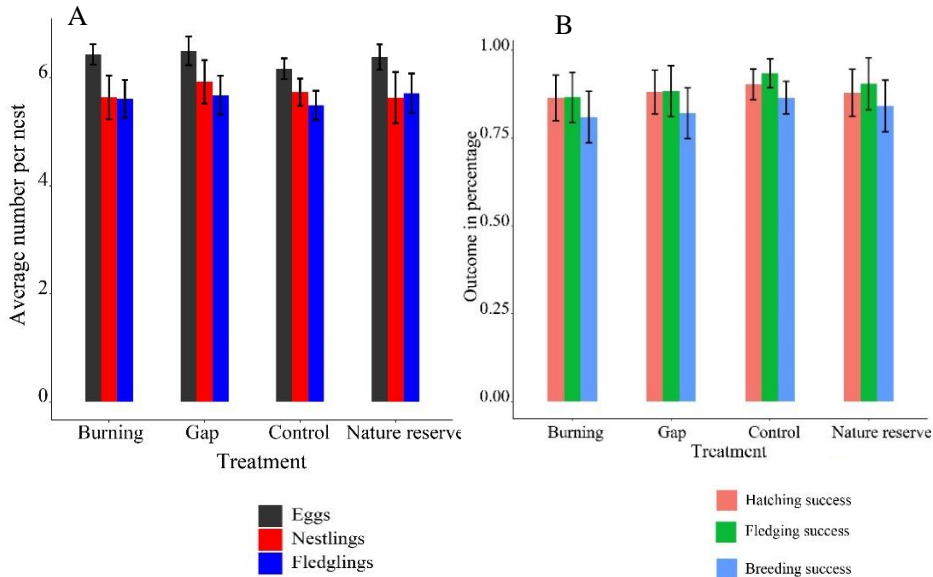 A
Average number per nest
6
4
2
0
Burning Gap Control Nature reserve
Treatment
Eggs
Nestlings
Fledglings
B
Outcome in percentage
1.00
0.75
0.50
0.25
0.00
Burning Gap Control Nature reserve
Treatment
Hatching success
Fledging success
Breeding success